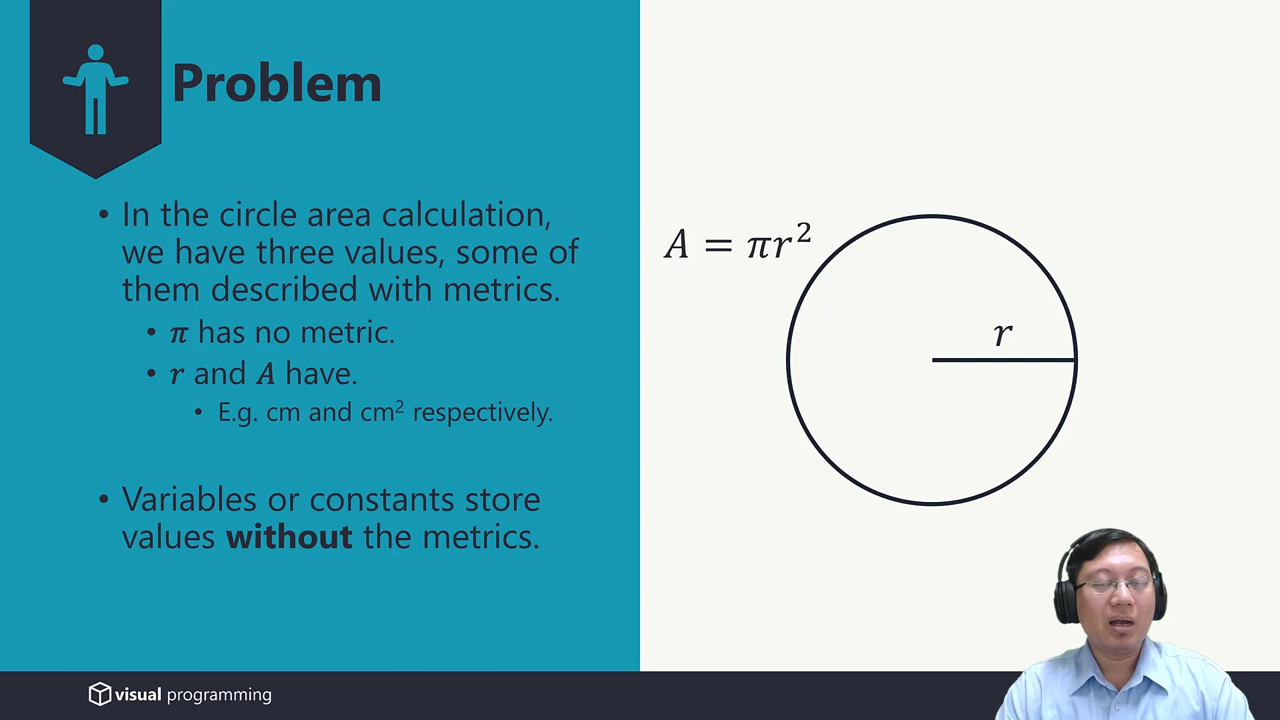 Problem
• In the circle area calculation,
we have three values, some of
them described with metrics.
• π has no metric.
• r and A have.
• E.g. cm and cm² respectively.
• Variables or constants store
values without the metrics.
A = πr²
r
visual programming